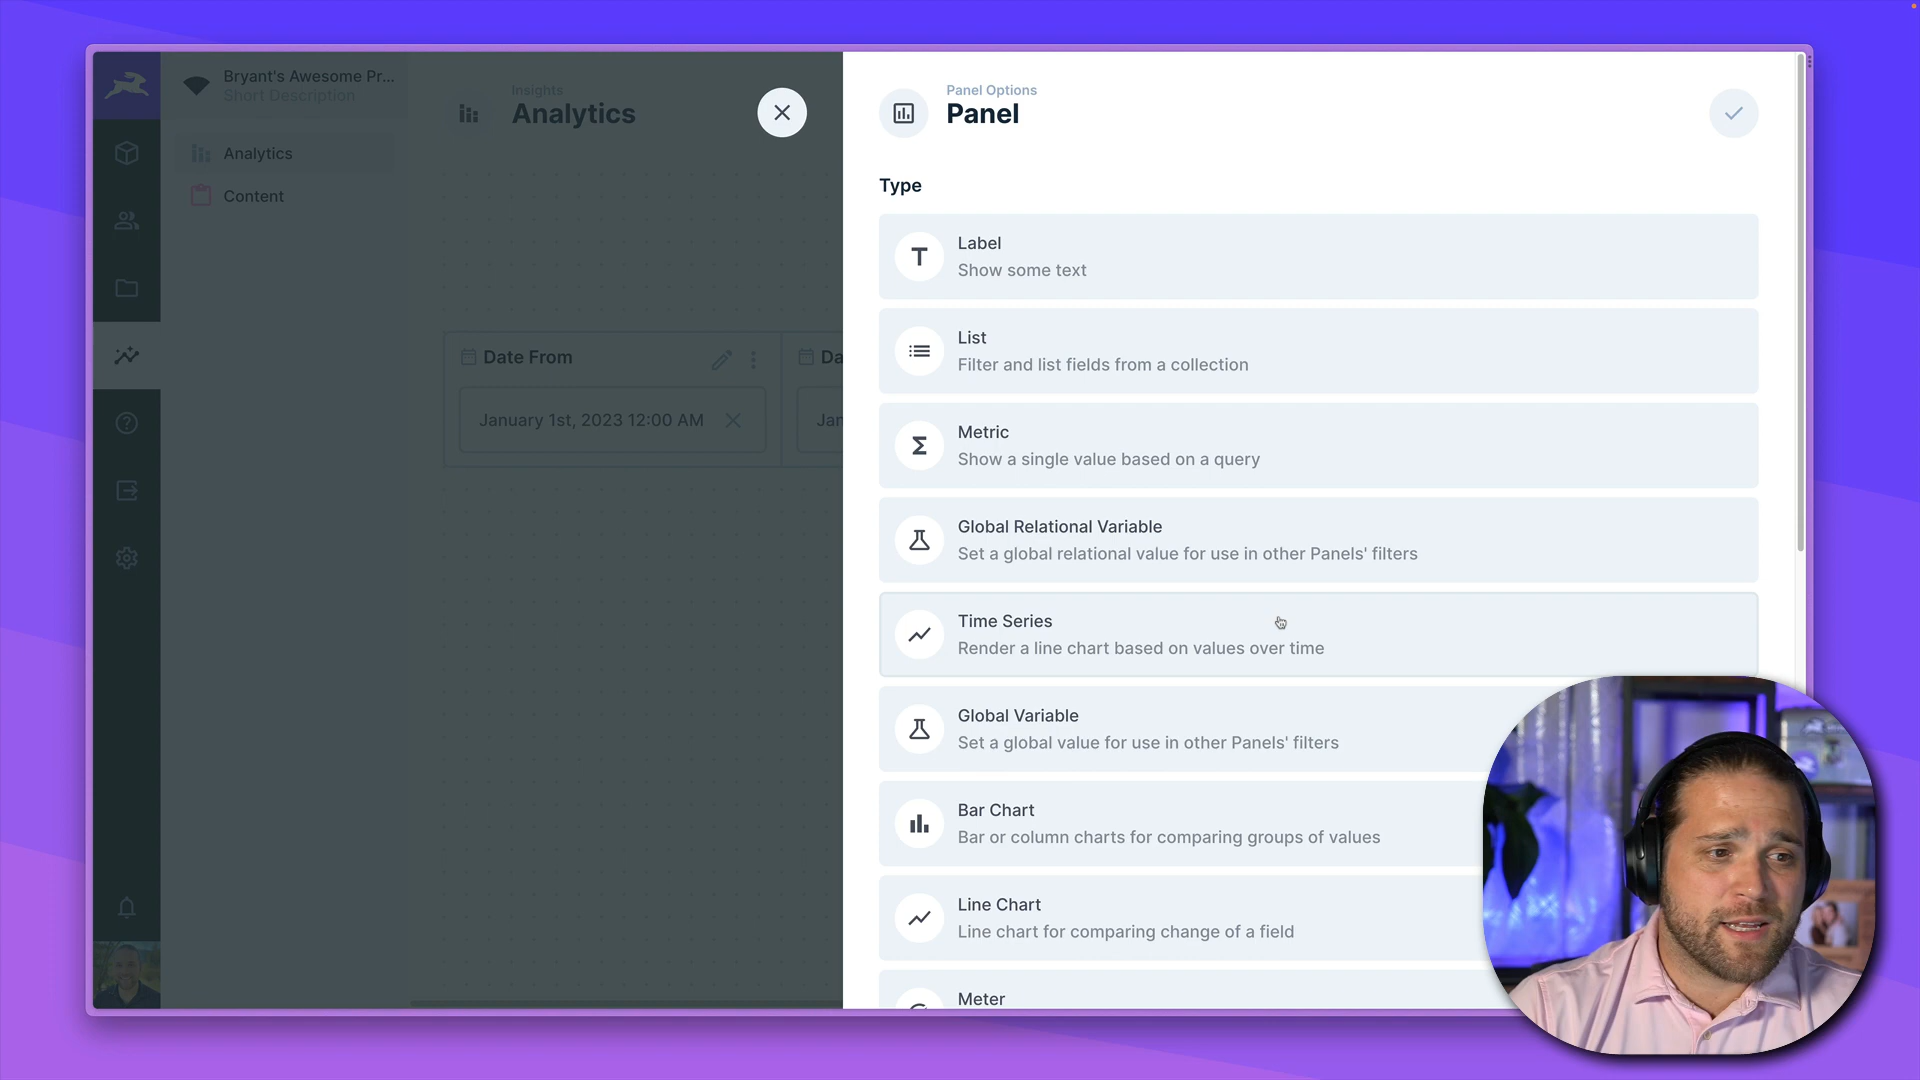 Bryant's Awesome Pr...
Short Description
Analytics
Content
Insights
Analytics
Date From
Da
January 1st, 2023 12:00 AM
Jan
Panel Options
Panel
Type
Label
Show some text
List
Filter and list fields from a collection
Metric
Show a single value based on a query
Global Relational Variable
Set a global relational value for use in other Panels' filters
Time Series
Render a line chart based on values over time
Global Variable
Set a global value for use in other Panels' filters
Bar Chart
Bar or column charts for comparing groups of values
Line Chart
Line chart for comparing change of a field
Meter